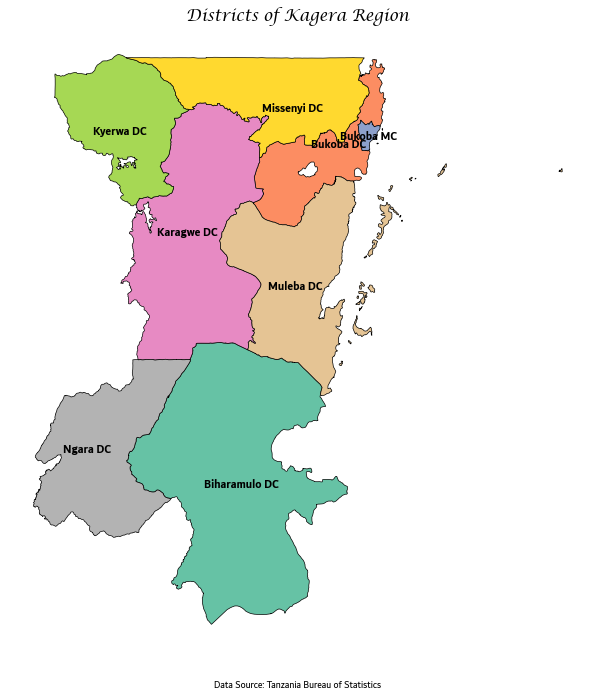 Districts of Kagera Region
Missenyi DC
Kyerwa DC
Bukoba MC
Bukoba DC
Karagwe DC
Muleba DC
Ngara DC
Biharamulo DC
Data Source: Tanzania Bureau of Statistics